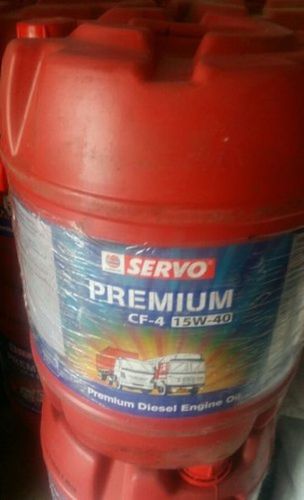 SERVO
PREMIUM
CF-4 15W-40
Premium Diesel Engine Oil